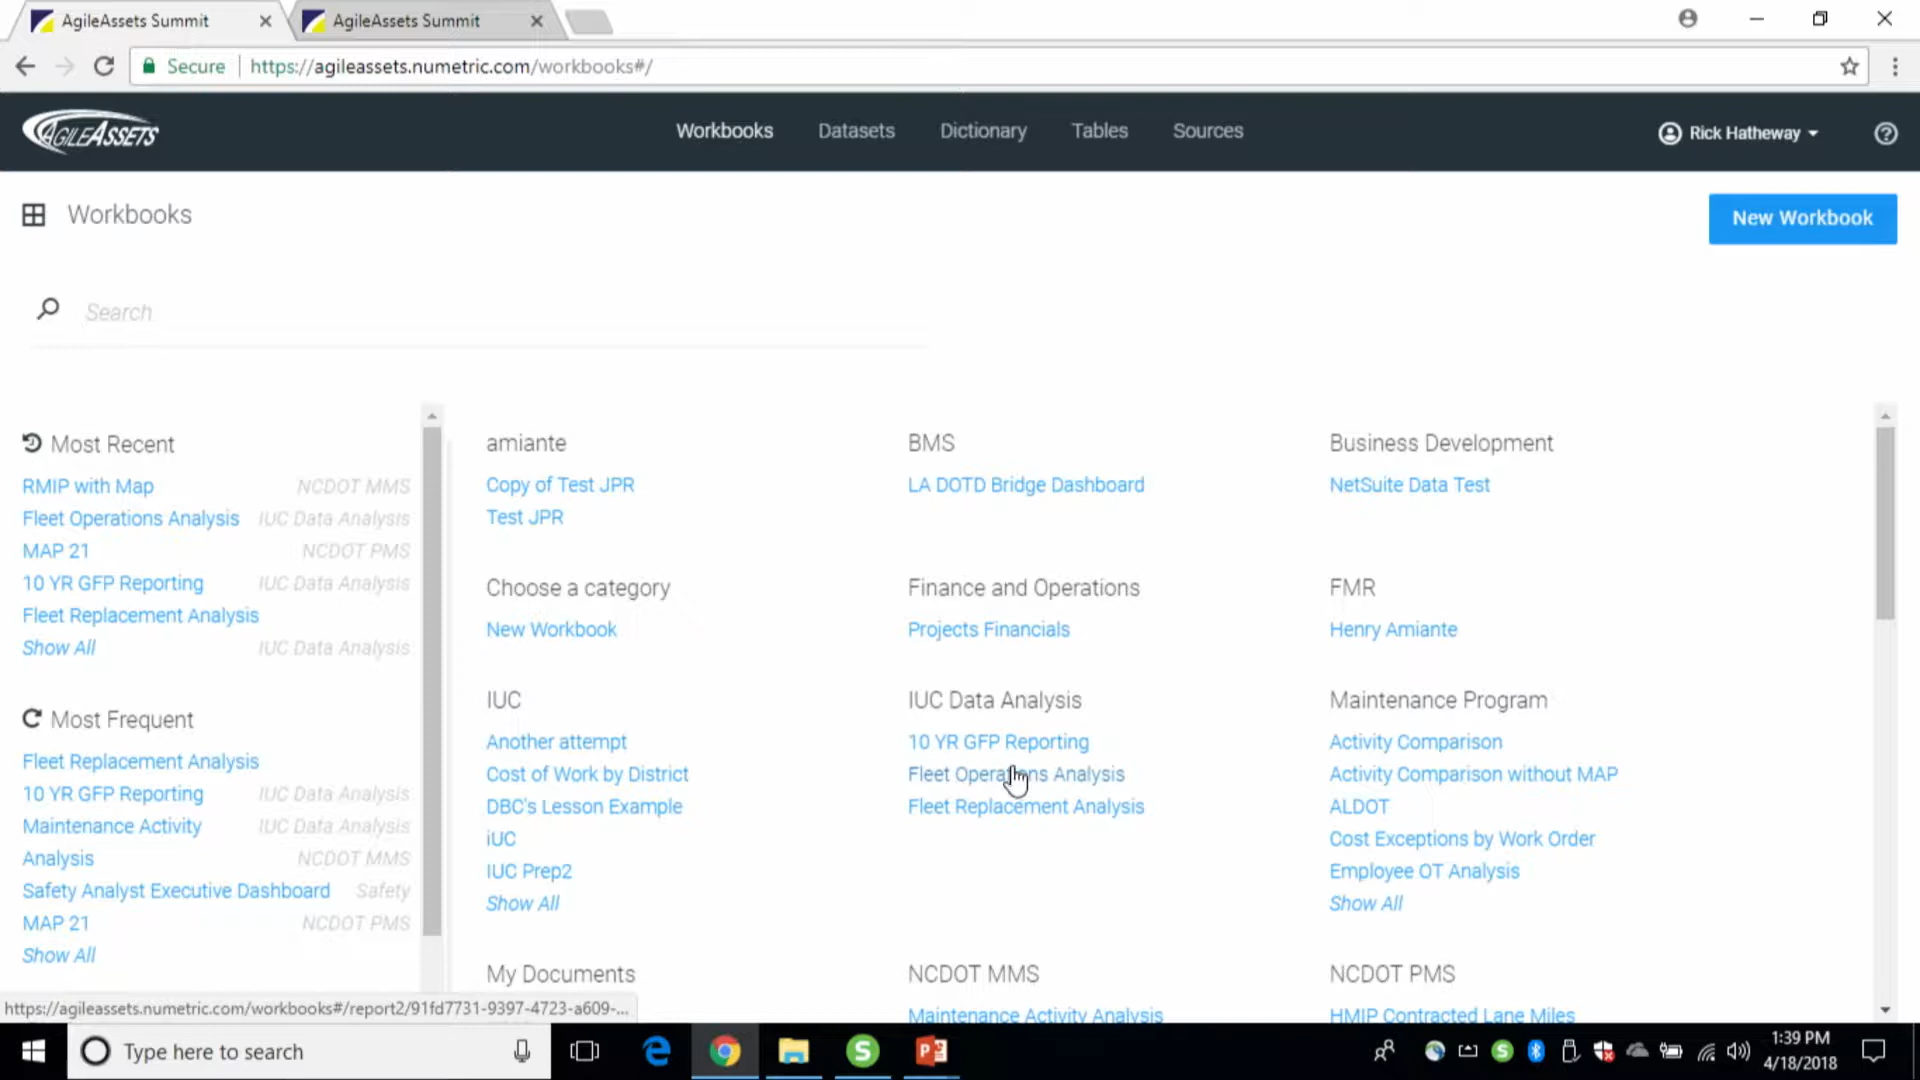 AgileAssets Summit
AgileAssets Summit
Secure https://agileassets.numetric.com/workbooks#/
AGILEASSETS
Workbooks Datasets Dictionary Tables Sources
Rick Hatheway
Workbooks
New Workbook
Search
Most Recent
RMIP with Map NCDOT MMS
Fleet Operations Analysis IUC Data Analysis
MAP 21 NCDOT PMS
10 YR GFP Reporting IUC Data Analysis
Fleet Replacement Analysis
Show All IUC Data Analysis
Most Frequent
Fleet Replacement Analysis
10 YR GFP Reporting IUC Data Analysis
Maintenance Activity IUC Data Analysis
Analysis NCDOT MMS
Safety Analyst Executive Dashboard Safety
MAP 21 NCDOT PMS
Show All
amiante
Copy of Test JPR
Test JPR
BMS
LA DOTD Bridge Dashboard
Business Development
NetSuite Data Test
Choose a category
New Workbook
Finance and Operations
Projects Financials
FMR
Henry Amiante
IUC
Another attempt
Cost of Work by District
DBC's Lesson Example
iUC
IUC Prep2
Show All
IUC Data Analysis
10 YR GFP Reporting
Fleet Operations Analysis
Fleet Replacement Analysis
Maintenance Program
Activity Comparison
Activity Comparison without MAP
ALDOT
Cost Exceptions by Work Order
Employee OT Analysis
Show All
My Documents
NCDOT MMS
Maintenance Activity Analysis
NCDOT PMS
HMIP Contracted Lane Miles
https://agileassets.numetric.com/workbooks#/report2/91fd7731-9397-4723-a609-...
Type here to search
1:39 PM
4/18/2018